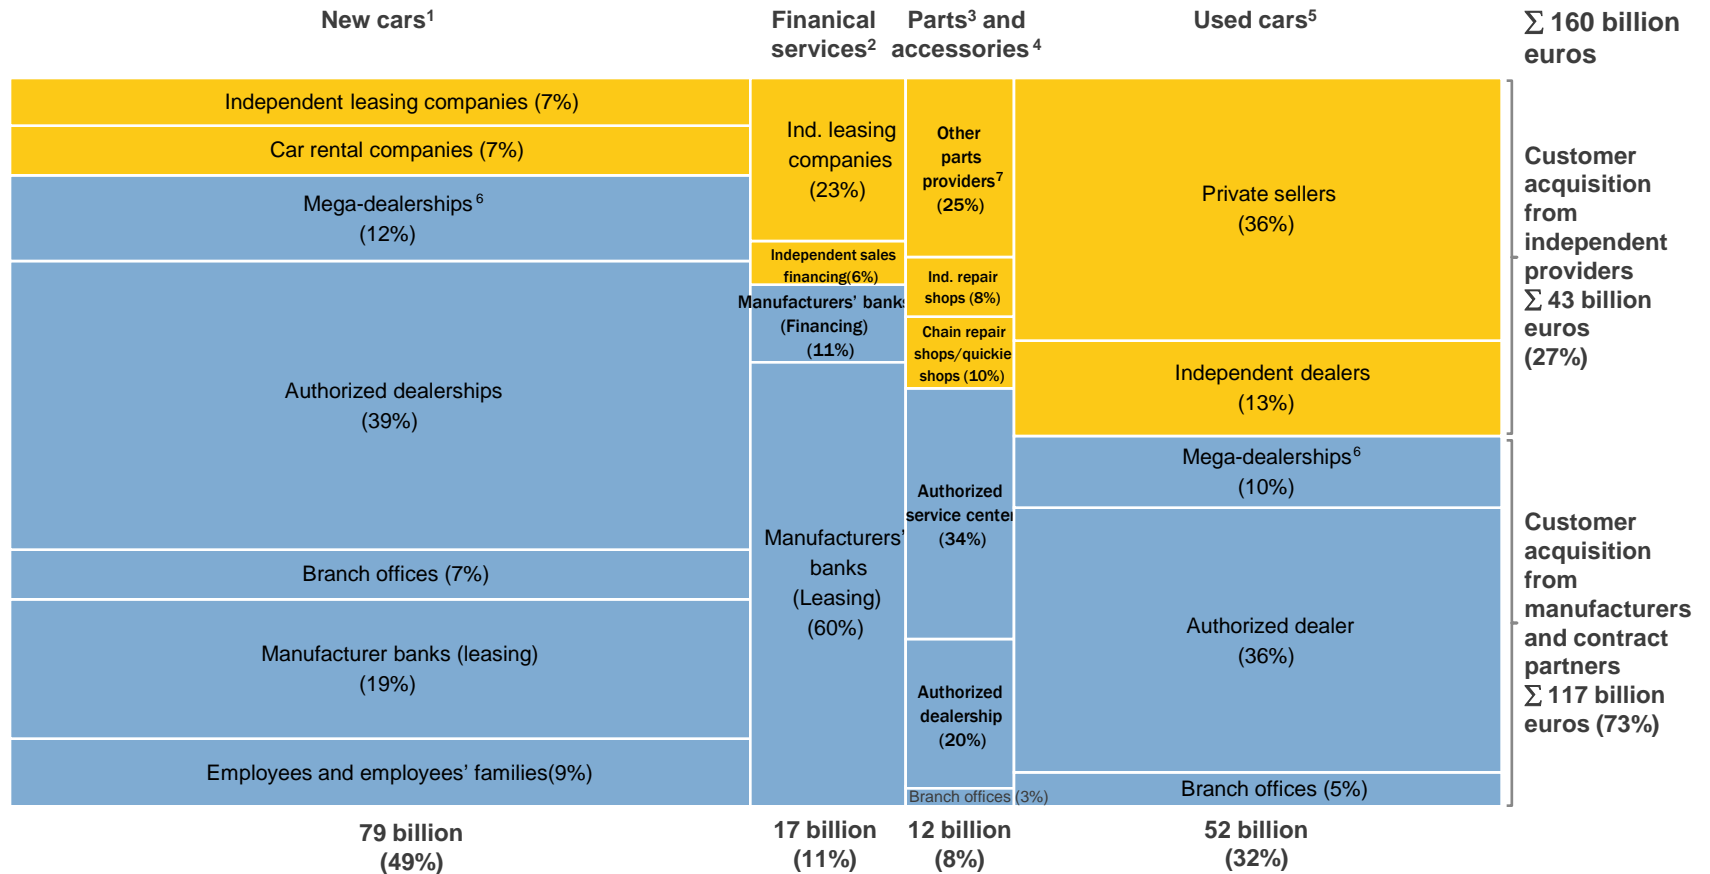 New cars¹
Finanical
services²
Parts³ and
accessories⁴
Used cars⁵
∑ 160 billion
euros
Independent leasing companies (7%)
Car rental companies (7%)
Mega-dealerships⁶
(12%)
Authorized dealerships
(39%)
Branch offices (7%)
Manufacturer banks (leasing)
(19%)
Employees and employees' families(9%)
Ind. leasing
companies
(23%)
Independent sales
financing(6%)
Manufacturers' banks
(Financing)
(11%)
Manufacturers'
banks
(Leasing)
(60%)
Other
parts
providers⁷
(25%)
Ind. repair
shops (8%)
Chain repair
shops/quickie
shops (10%)
Authorized
service center
(34%)
Authorized
dealership
(20%)
Branch offices (3%)
Private sellers
(36%)
Independent dealers
(13%)
Mega-dealerships⁶
(10%)
Authorized dealer
(36%)
Branch offices (5%)
Customer
acquisition
from
independent
providers
∑ 43 billion
euros
(27%)
Customer
acquisition
from
manufacturers
and contract
partners
∑ 117 billion
euros (73%)
79 billion
(49%)
17 billion
(11%)
12 billion
(8%)
52 billion
(32%)